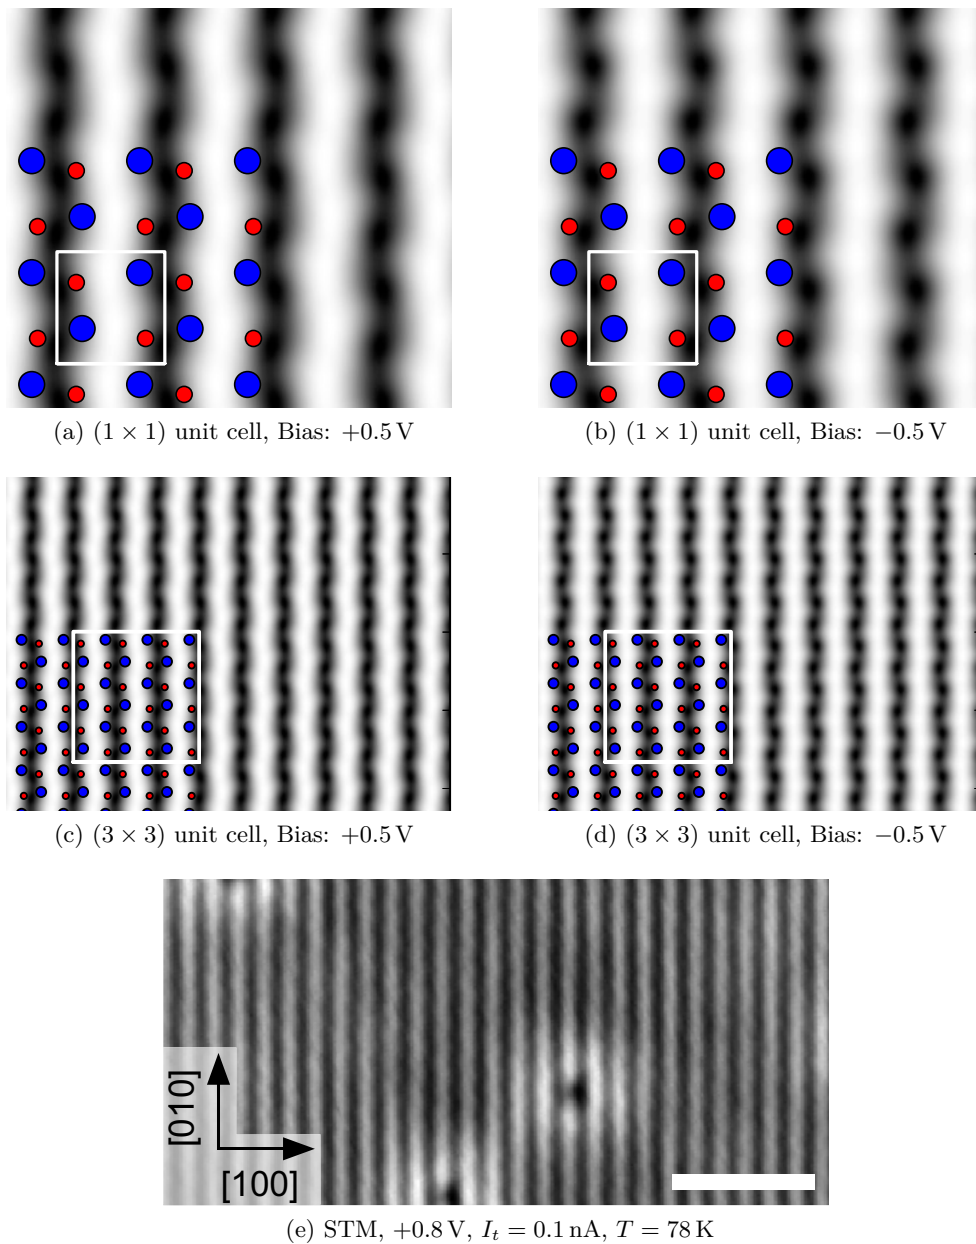 (a) (1 × 1) unit cell, Bias: +0.5 V
(b) (1 × 1) unit cell, Bias: −0.5 V
(c) (3 × 3) unit cell, Bias: +0.5 V
(d) (3 × 3) unit cell, Bias: −0.5 V
[010]
[100]
(e) STM, +0.8 V, Iₜ = 0.1 nA, T = 78 K